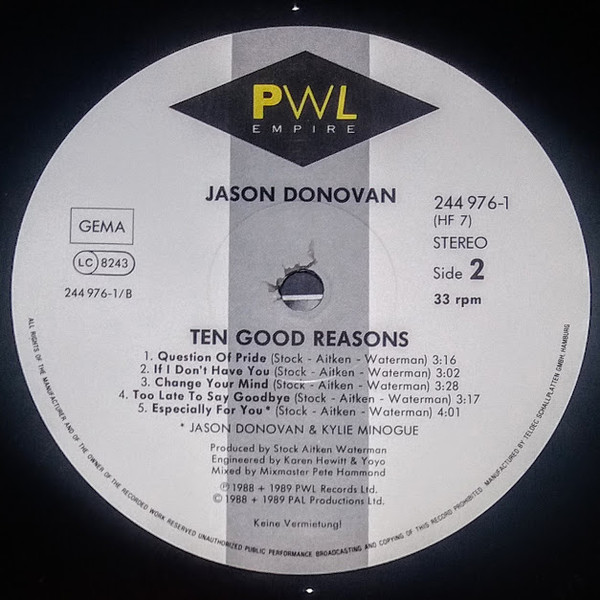 PWL
EMPIRE
JASON DONOVAN
244 976-1
(HF 7)
GEMA
STEREO
LC 8243
Side 2
244 976-1/B
33 rpm
TEN GOOD REASONS
1. Question Of Pride (Stock - Aitken - Waterman) 3:16
2. If I Don't Have You (Stock - Aitken - Waterman) 3:02
3. Change Your Mind (Stock - Aitken - Waterman) 3:28
4. Too Late To Say Goodbye (Stock - Aitken - Waterman) 3:17
5. Especially For You* (Stock - Aitken - Waterman) 4:01
* JASON DONOVAN & KYLIE MINOGUE
Produced by Stock Aitken Waterman
Engineered by Karen Hewitt & Yoyo
Mixed by Mixmaster Pete Hammond
℗ 1988 + 1989 PWL Records Ltd.
© 1988 + 1989 PAL Productions Ltd.
Keine Vermietung!
ALL RIGHTS OF THE MANUFACTURER AND OF THE OWNER OF THE RECORDED WORK RESERVED UNAUTHORIZED PUBLIC PERFORMANCE BROADCASTING AND COPYING OF THIS RECORD PROHIBITED. MANUFACTURED BY TELDEC SCHALLPLATTEN GMBH, HAMBURG